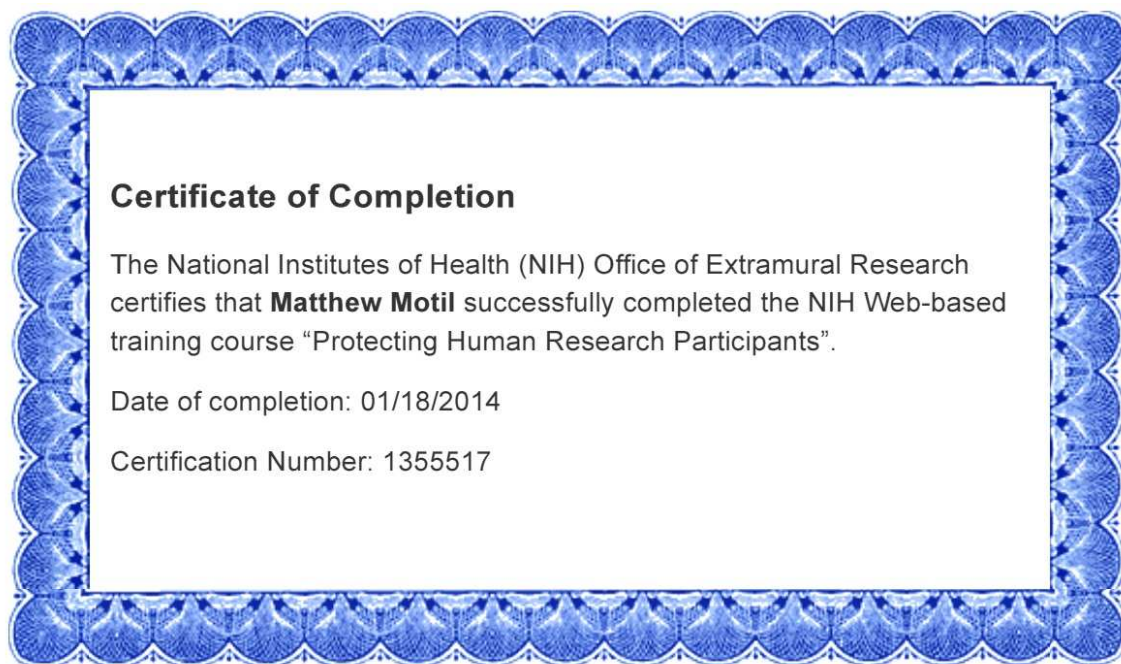 Certificate of Completion
The National Institutes of Health (NIH) Office of Extramural Research
certifies that Matthew Motil successfully completed the NIH Web-based
training course “Protecting Human Research Participants”.
Date of completion: 01/18/2014
Certification Number: 1355517